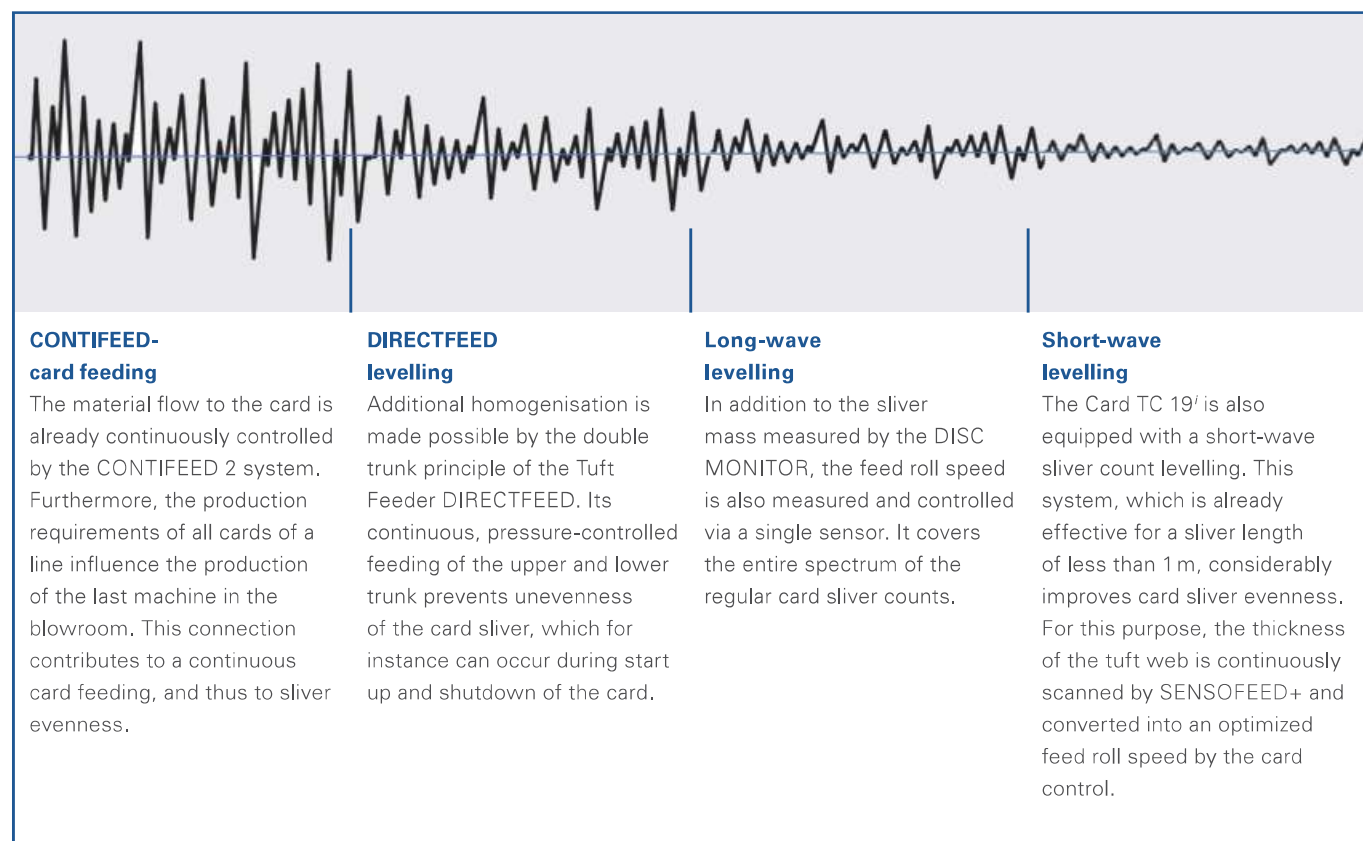 CONTIFEED-
card feeding
The material flow to the card is
already continuously controlled
by the CONTIFEED 2 system.
Furthermore, the production
requirements of all cards of a
line influence the production
of the last machine in the
blowroom. This connection
contributes to a continuous
card feeding, and thus to sliver
evenness.
DIRECTFEED
levelling
Additional homogenisation is
made possible by the double
trunk principle of the Tuft
Feeder DIRECTFEED. Its
continuous, pressure-controlled
feeding of the upper and lower
trunk prevents unevenness
of the card sliver, which for
instance can occur during start
up and shutdown of the card.
Long-wave
levelling
In addition to the sliver
mass measured by the DISC
MONITOR, the feed roll speed
is also measured and controlled
via a single sensor. It covers
the entire spectrum of the
regular card sliver counts.
Short-wave
levelling
The Card TC 19i is also
equipped with a short-wave
sliver count levelling. This
system, which is already
effective for a sliver length
of less than 1 m, considerably
improves card sliver evenness.
For this purpose, the thickness
of the tuft web is continuously
scanned by SENSOFEED+ and
converted into an optimized
feed roll speed by the card
control.